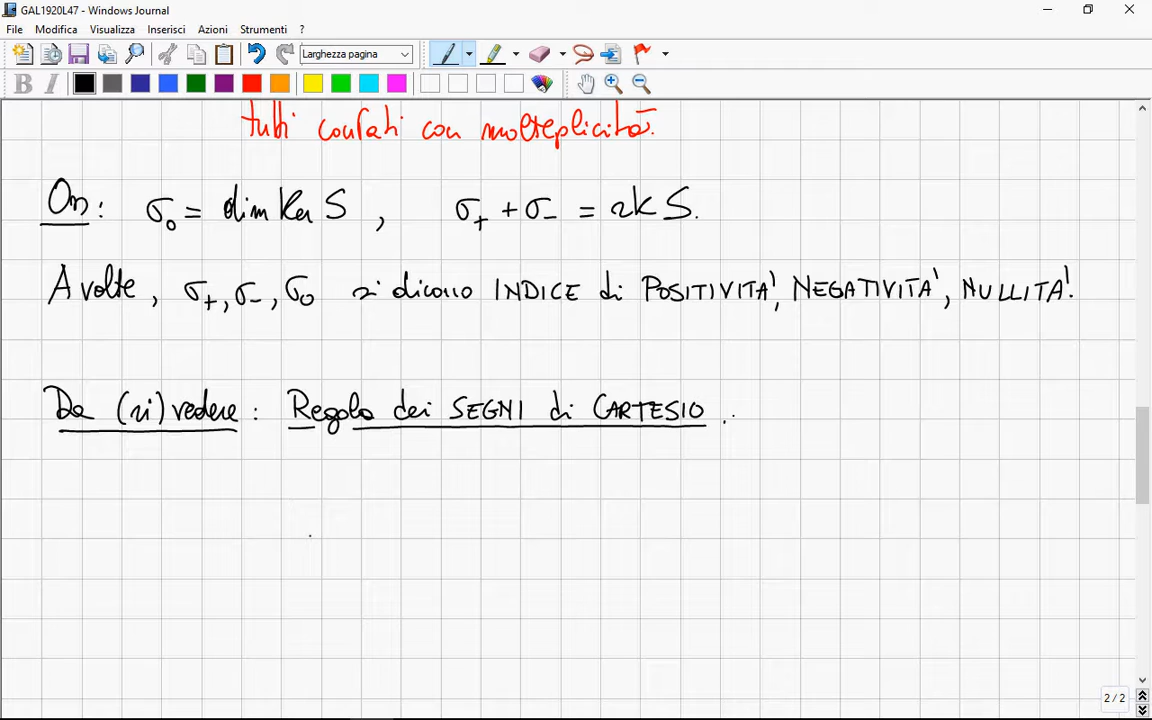 GAL1920L47 - Windows Journal
File Modifica Visualizza Inserisci Azioni Strumenti ?
Larghezza pagina
B I
tutti contati con molteplicità.
Oss: σ₀ = dim Ker S , σ₊ + σ₋ = rk S.
A volte, σ₊, σ₋, σ₀ si dicono INDICE di POSITIVITA', NEGATIVITA', NULLITA'.
Da (ri)vedere : Regola dei SEGNI di CARTESIO .
2 / 2